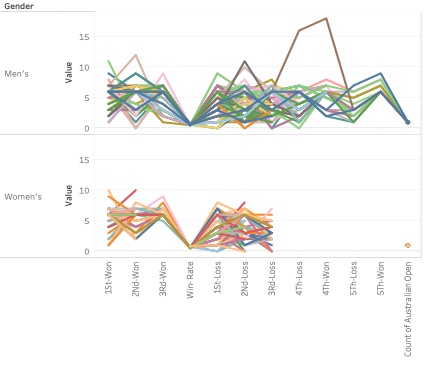 Gender
Men's
Value
15
10
5
0
Women's
Value
15
10
5
0
1St-Won
2Nd-Won
3Rd-Won
Win- Rate
1St-Loss
2Nd-Loss
3Rd-Loss
4Th-Loss
4Th-Won
5Th-Loss
5Th-Won
Count of Australian Open